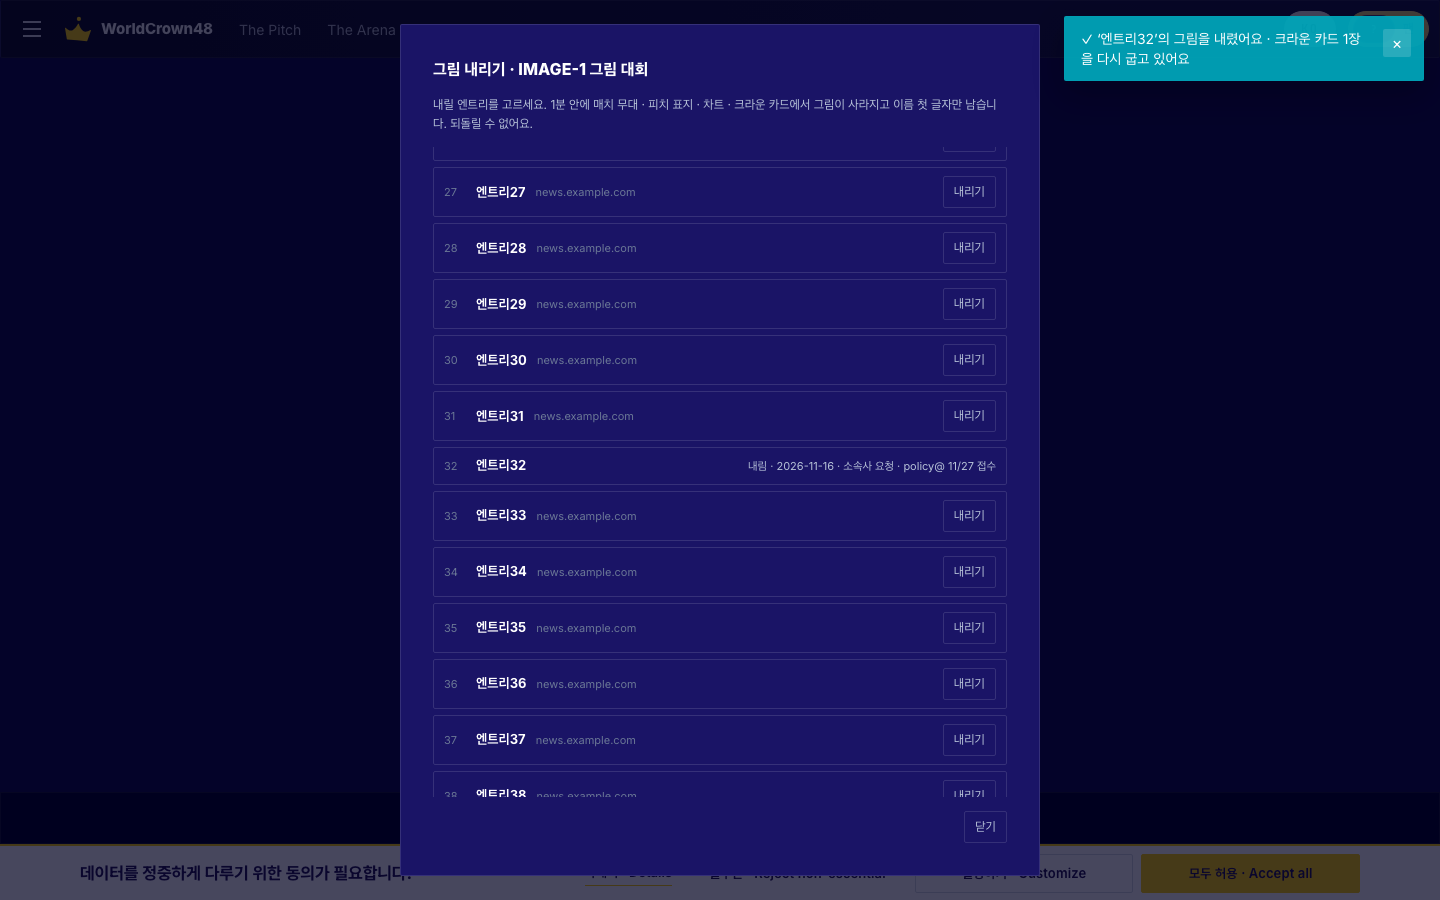 WorldCrown48
The Pitch
The Arena
✓ ‘엔트리32’의 그림을 내렸어요 · 크라운 카드 1장
을 다시 굽고 있어요
×
그림 내리기 · IMAGE-1 그림 대회
내릴 엔트리를 고르세요. 1분 안에 매치 무대 · 피치 표지 · 차트 · 크라운 카드에서 그림이 사라지고 이름 첫 글자만 남습니
다. 되돌릴 수 없어요.
27 엔트리27 news.example.com 내리기
28 엔트리28 news.example.com 내리기
29 엔트리29 news.example.com 내리기
30 엔트리30 news.example.com 내리기
31 엔트리31 news.example.com 내리기
32 엔트리32 내림 · 2026-11-16 · 소속사 요청 · policy@ 11/27 접수
33 엔트리33 news.example.com 내리기
34 엔트리34 news.example.com 내리기
35 엔트리35 news.example.com 내리기
36 엔트리36 news.example.com 내리기
37 엔트리37 news.example.com 내리기
38 엔트리38 news.example.com 내리기
닫기
데이터를 정중하게 다루기 위한 동의가 필요합니다.
모두 허용 · Accept all